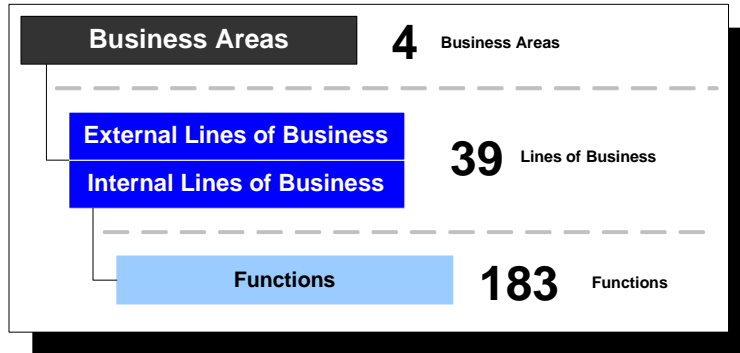 Business Areas 4 Business Areas
External Lines of Business
39 Lines of Business
Internal Lines of Business
Functions 183 Functions